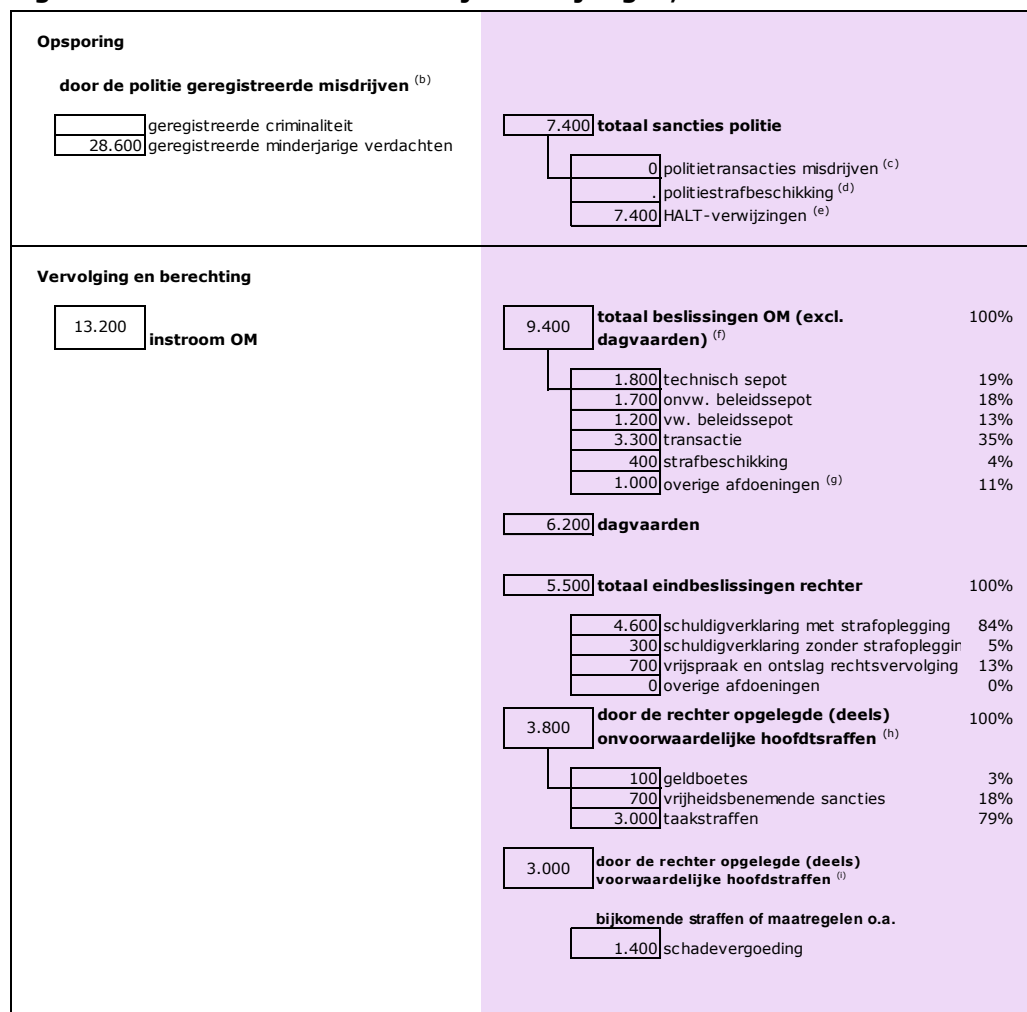 Opsporing
door de politie geregistreerde misdrijven (b)
geregistreerde criminaliteit
28.600 geregistreerde minderjarige verdachten
7.400 totaal sancties politie
0 politietransacties misdrijven (c)
. politiestrafbeschikking (d)
7.400 HALT-verwijzingen (e)
Vervolging en berechting
13.200 instroom OM
9.400 totaal beslissingen OM (excl. 100%
dagvaarden) (f)
1.800 technisch sepot 19%
1.700 onvw. beleidssepot 18%
1.200 vw. beleidssepot 13%
3.300 transactie 35%
400 strafbeschikking 4%
1.000 overige afdoeningen (g) 11%
6.200 dagvaarden
5.500 totaal eindbeslissingen rechter 100%
4.600 schuldigverklaring met strafoplegging 84%
300 schuldigverklaring zonder strafopleggin 5%
700 vrijspraak en ontslag rechtsvervolging 13%
0 overige afdoeningen 0%
3.800 door de rechter opgelegde (deels) 100%
onvoorwaardelijke hoofdtsraffen (h)
100 geldboetes 3%
700 vrijheidsbenemende sancties 18%
3.000 taakstraffen 79%
3.000 door de rechter opgelegde (deels)
voorwaardelijke hoofdstraffen (i)
bijkomende straffen of maatregelen o.a.
1.400 schadevergoeding